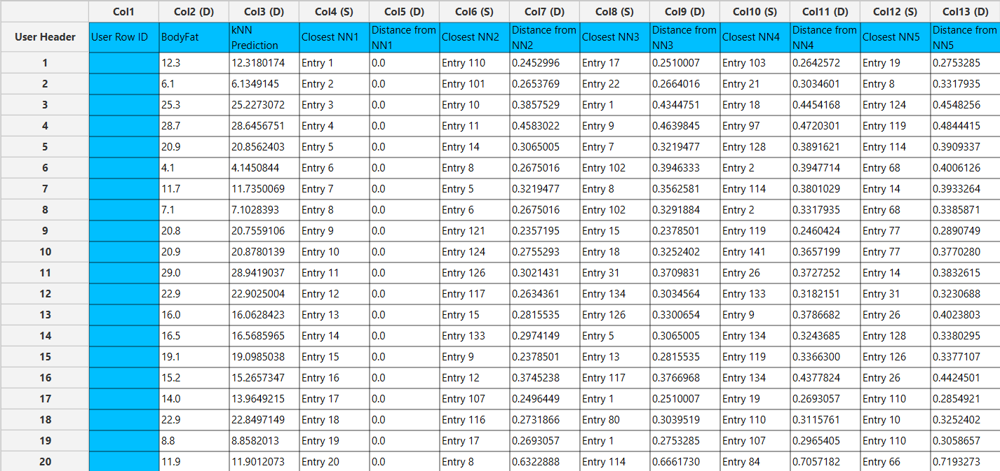 Col1 Col2 (D) Col3 (D) Col4 (S) Col5 (D) Col6 (S) Col7 (D) Col8 (S) Col9 (D) Col10 (S) Col11 (D) Col12 (S) Col13 (D)
User Header User Row ID BodyFat kNN Prediction Closest NN1 Distance from NN1 Closest NN2 Distance from NN2 Closest NN3 Distance from NN3 Closest NN4 Distance from NN4 Closest NN5 Distance from NN5
1 12.3 12.3180174 Entry 1 0.0 Entry 110 0.2452996 Entry 17 0.2510007 Entry 103 0.2642572 Entry 19 0.2753285
2 6.1 6.1349145 Entry 2 0.0 Entry 101 0.2653769 Entry 22 0.2664016 Entry 21 0.3034601 Entry 8 0.3317935
3 25.3 25.2273072 Entry 3 0.0 Entry 10 0.3857529 Entry 1 0.4344751 Entry 18 0.4454168 Entry 124 0.4548256
4 28.7 28.6456751 Entry 4 0.0 Entry 11 0.4583022 Entry 9 0.4639845 Entry 97 0.4720301 Entry 119 0.4844415
5 20.9 20.8562403 Entry 5 0.0 Entry 14 0.3065005 Entry 7 0.3219477 Entry 128 0.3891621 Entry 114 0.3909337
6 4.1 4.1450844 Entry 6 0.0 Entry 8 0.2675016 Entry 102 0.3946333 Entry 2 0.3947714 Entry 68 0.4006126
7 11.7 11.7350069 Entry 7 0.0 Entry 5 0.3219477 Entry 8 0.3562581 Entry 114 0.3801029 Entry 14 0.3933264
8 7.1 7.1028393 Entry 8 0.0 Entry 6 0.2675016 Entry 102 0.3291884 Entry 2 0.3317935 Entry 68 0.3385871
9 20.8 20.7559106 Entry 9 0.0 Entry 121 0.2357195 Entry 15 0.2378501 Entry 119 0.2460424 Entry 77 0.2890749
10 20.9 20.8780139 Entry 10 0.0 Entry 124 0.2755293 Entry 18 0.3252402 Entry 141 0.3657199 Entry 77 0.3770280
11 29.0 28.9419037 Entry 11 0.0 Entry 126 0.3021431 Entry 31 0.3709831 Entry 26 0.3727252 Entry 14 0.3832615
12 22.9 22.9025004 Entry 12 0.0 Entry 117 0.2634361 Entry 134 0.3034564 Entry 133 0.3182151 Entry 31 0.3230688
13 16.0 16.0628423 Entry 13 0.0 Entry 15 0.2815535 Entry 126 0.3300654 Entry 9 0.3786682 Entry 26 0.4023803
14 16.5 16.5685965 Entry 14 0.0 Entry 133 0.2974149 Entry 5 0.3065005 Entry 134 0.3243685 Entry 128 0.3380295
15 19.1 19.0985038 Entry 15 0.0 Entry 9 0.2378501 Entry 13 0.2815535 Entry 119 0.3366300 Entry 126 0.3377107
16 15.2 15.2657347 Entry 16 0.0 Entry 12 0.3745238 Entry 117 0.3766968 Entry 134 0.4377824 Entry 26 0.4424501
17 14.0 13.9649215 Entry 17 0.0 Entry 107 0.2496449 Entry 1 0.2510007 Entry 19 0.2693057 Entry 110 0.2854921
18 22.9 22.8497149 Entry 18 0.0 Entry 116 0.2731866 Entry 80 0.3039519 Entry 110 0.3115761 Entry 10 0.3252402
19 8.8 8.8582013 Entry 19 0.0 Entry 17 0.2693057 Entry 1 0.2753285 Entry 107 0.2965405 Entry 110 0.3058657
20 11.9 11.9012073 Entry 20 0.0 Entry 8 0.6322888 Entry 114 0.6661730 Entry 84 0.7057182 Entry 66 0.7193273